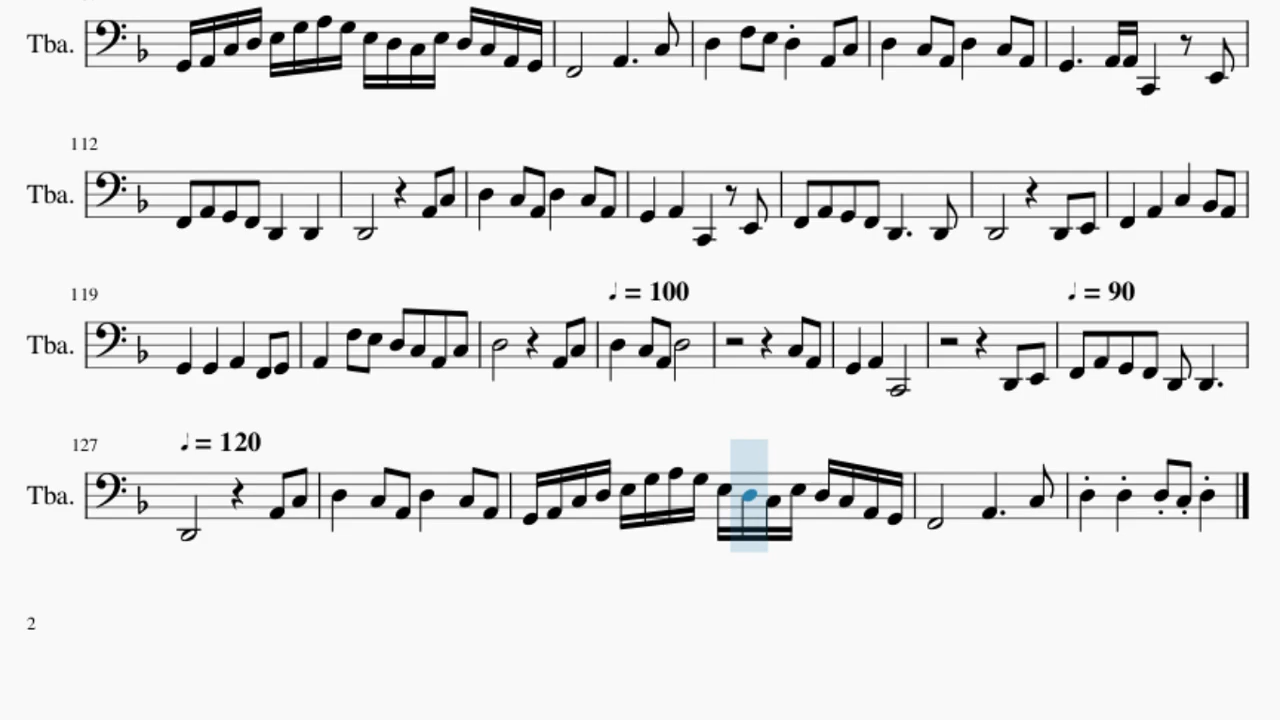 Tba.
112
Tba.
119
♩ = 100
♩ = 90
Tba.
127
♩ = 120
Tba.
2